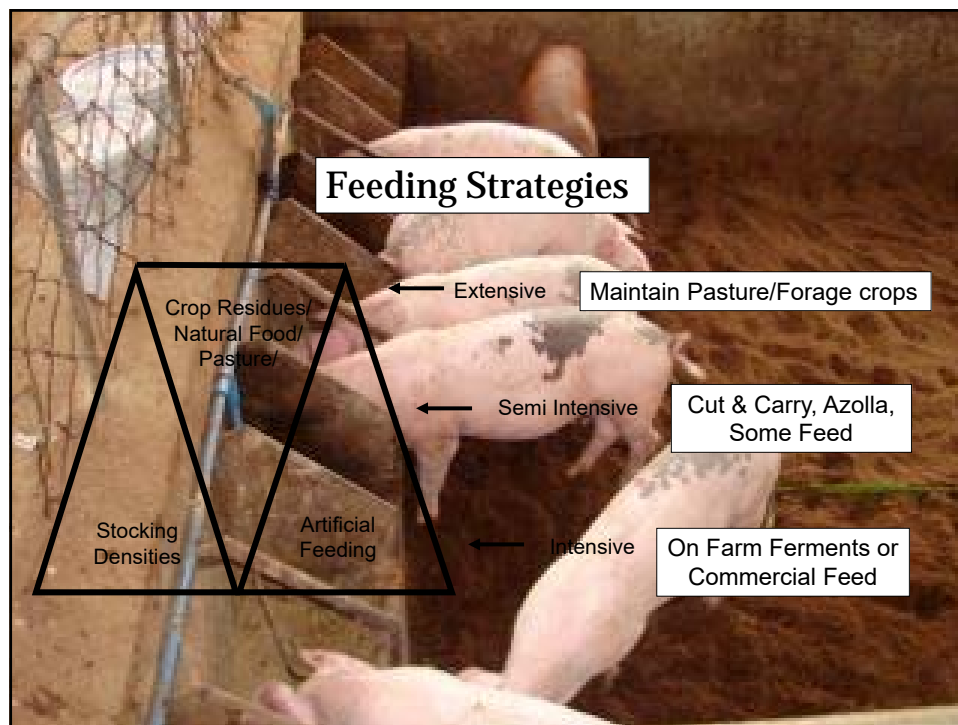 Feeding Strategies
Crop Residues/
Natural Food/
Pasture/
Stocking
Densities
Artificial
Feeding
Extensive
Maintain Pasture/Forage crops
Semi Intensive
Cut & Carry, Azolla,
Some Feed
Intensive
On Farm Ferments or
Commercial Feed